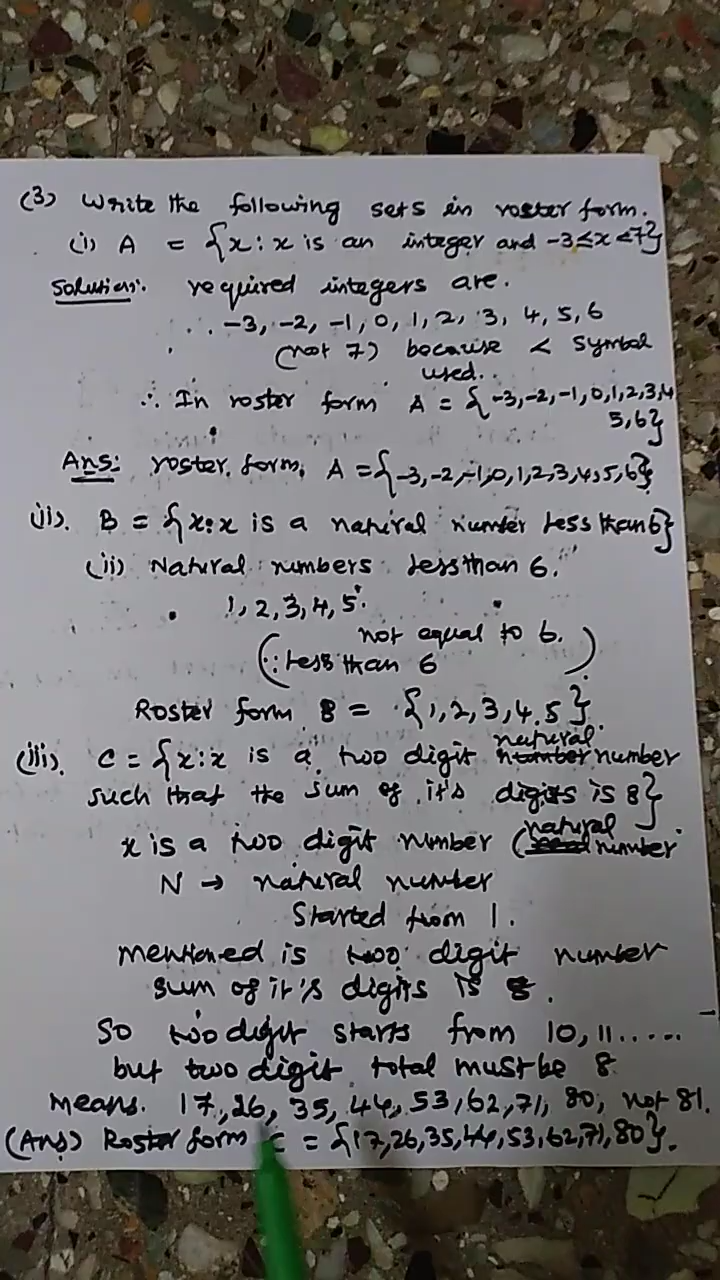 (3) Write the following sets in roster form.
(i) A = {x : x is an integer and -3≤x<7}
Solution: required integers are.
-3, -2, -1, 0, 1, 2, 3, 4, 5, 6
(not 7) because < symbol
used.
∴ In roster form A = {-3,-2,-1,0,1,2,3,4
5,6}
Ans: roster form, A = {-3,-2,-1,0,1,2,3,4,5,6}
(ii). B = {x:x is a natural number less than 6}
(ii) Natural numbers less than 6.
1, 2, 3, 4, 5.
not equal to 6.
(∵ Less than 6 )
Roster form B = {1,2,3,4.5}.
natural
(iii). C = {x:x is a two digit number
such that the sum of it's digits is 8}
natural
x is a two digit number ( number
N → natural number
Started from 1.
mentioned is two digit number
sum of it's digits is 8.
So two digit starts from 10, 11.....
but two digit total must be 8
means. 17, 26, 35, 44, 53, 62, 71, 80, not 81.
(Ans) Roster form C = {17,26,35,44,53,62,71,80}.